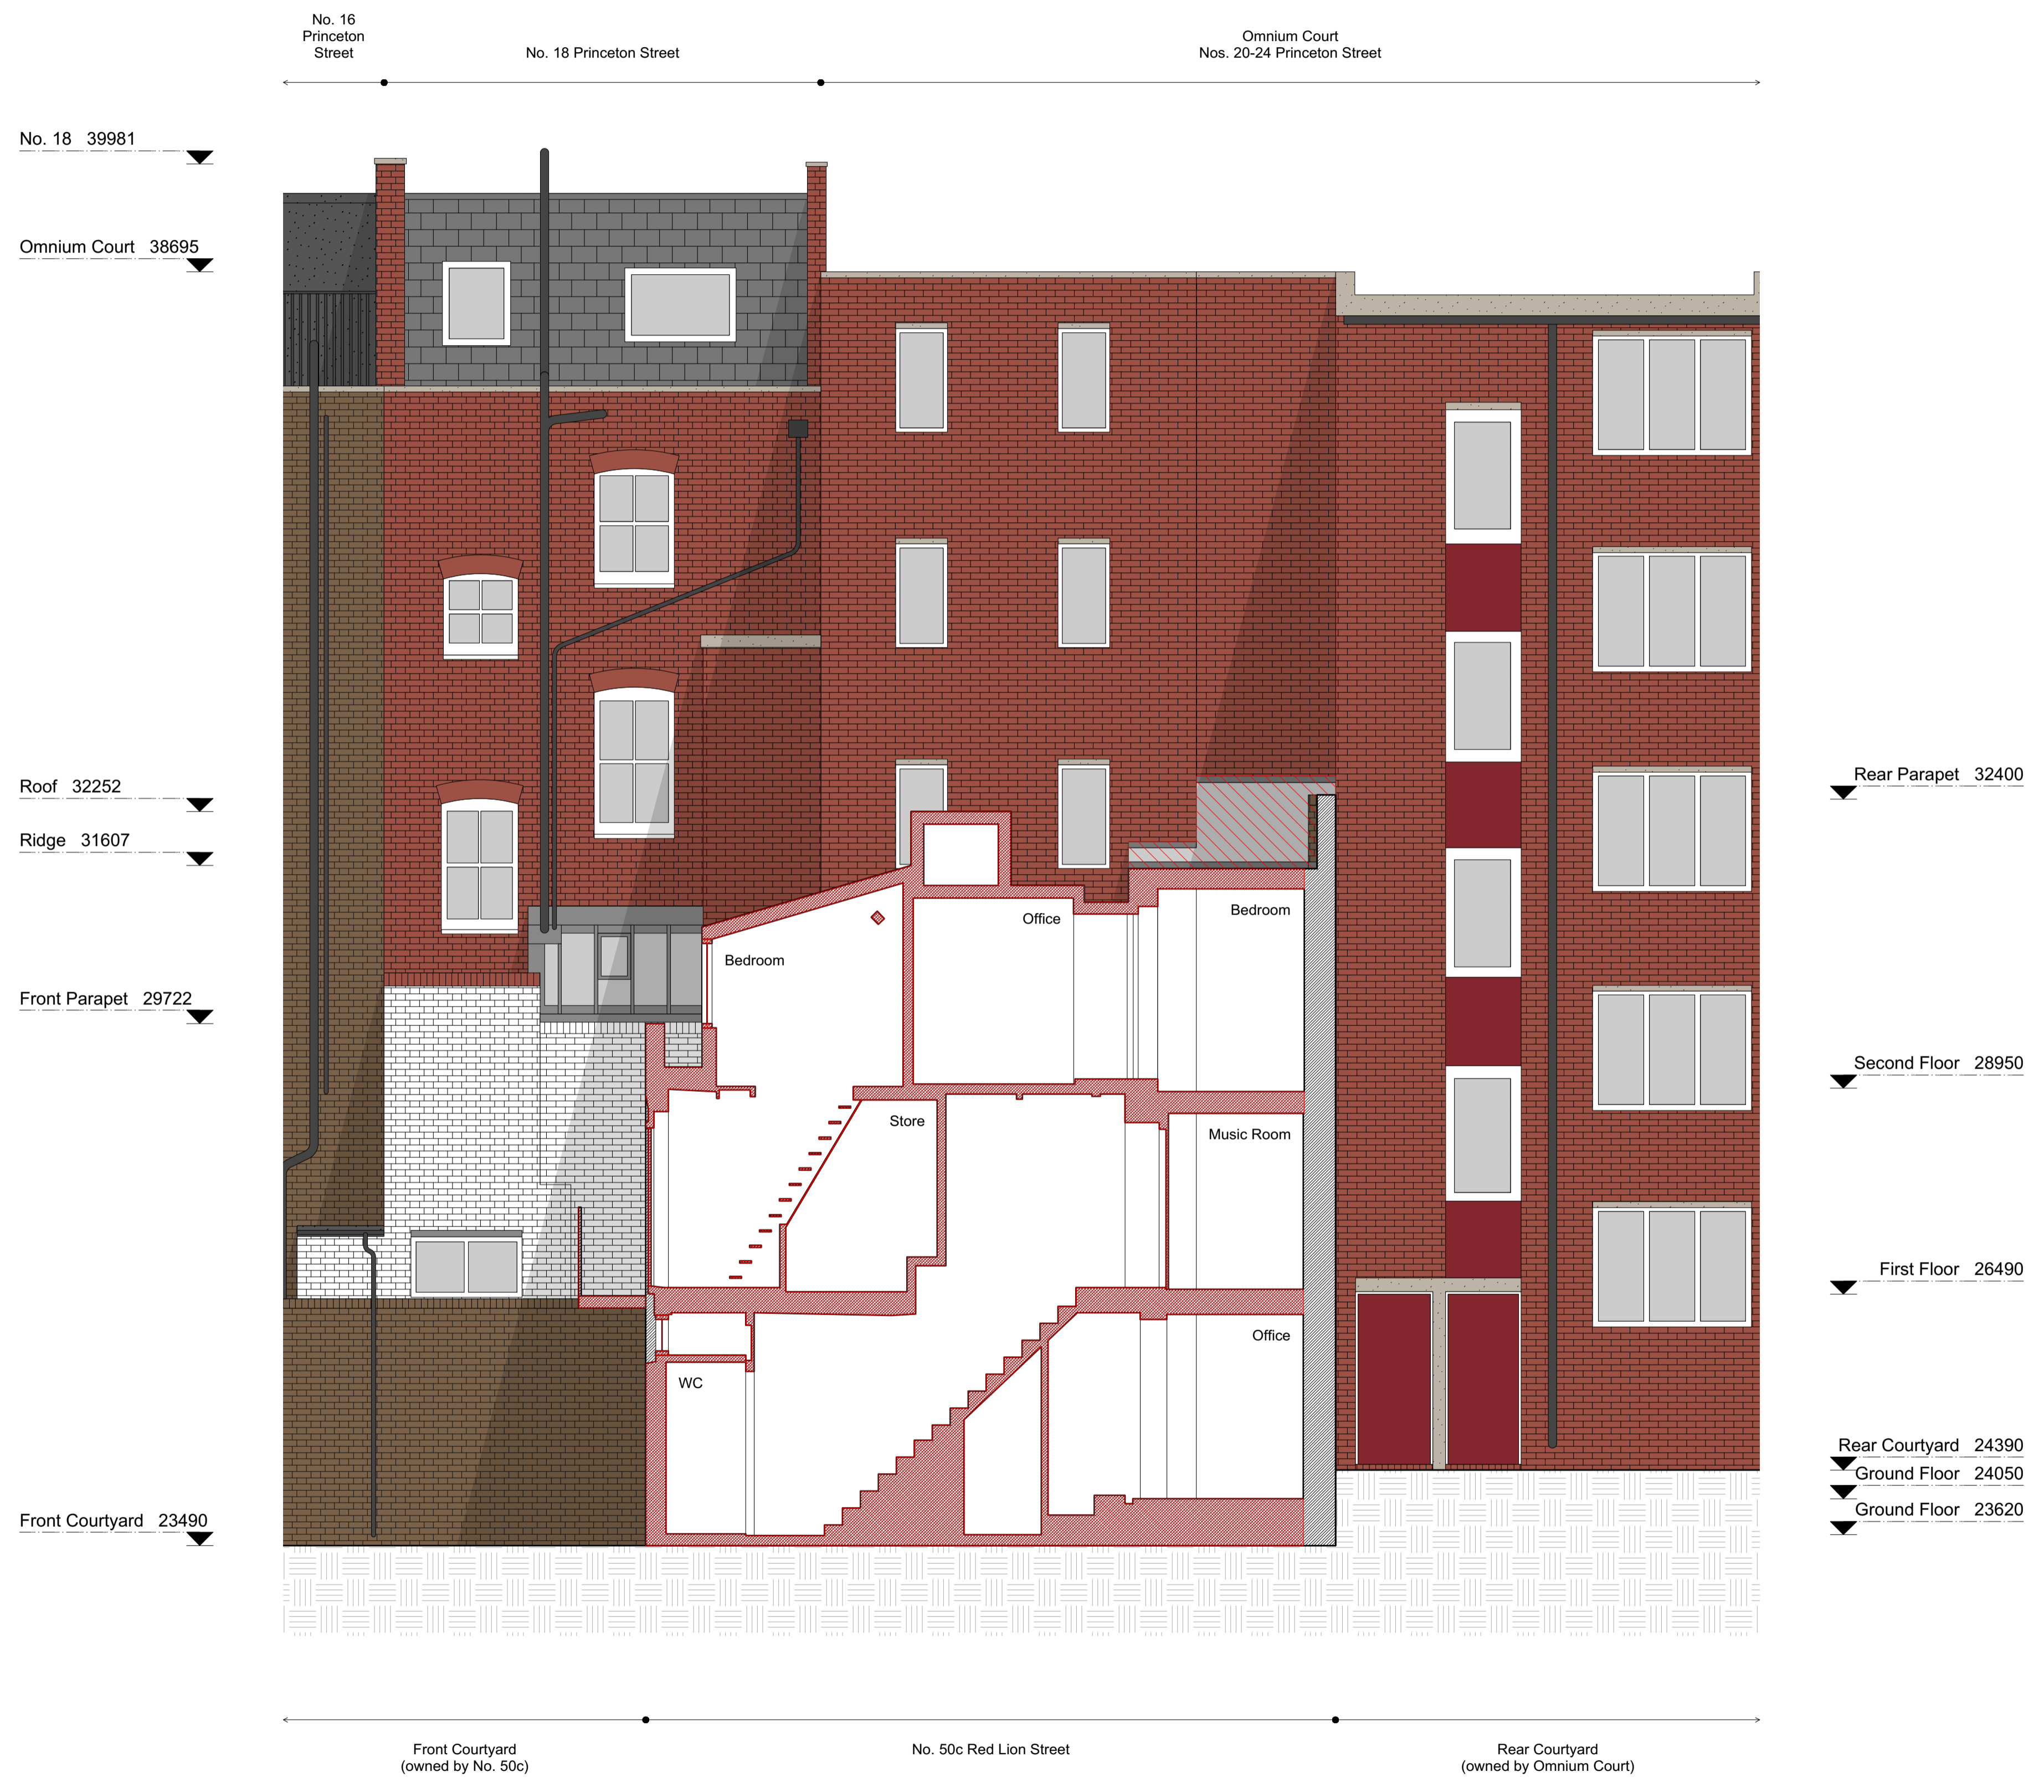 No. 16
Princeton
Street
No. 18 Princeton Street
Omnium Court
Nos. 20-24 Princeton Street
No. 18 39981
Omnium Court 38695
Roof 32252
Ridge 31607
Front Parapet 29722
Front Courtyard 23490
Rear Parapet 32400
Second Floor 28950
First Floor 26490
Rear Courtyard 24390
Ground Floor 24050
Ground Floor 23620
Bedroom
Office
Bedroom
Store
Music Room
WC
Office
Front Courtyard
(owned by No. 50c)
No. 50c Red Lion Street
Rear Courtyard
(owned by Omnium Court)